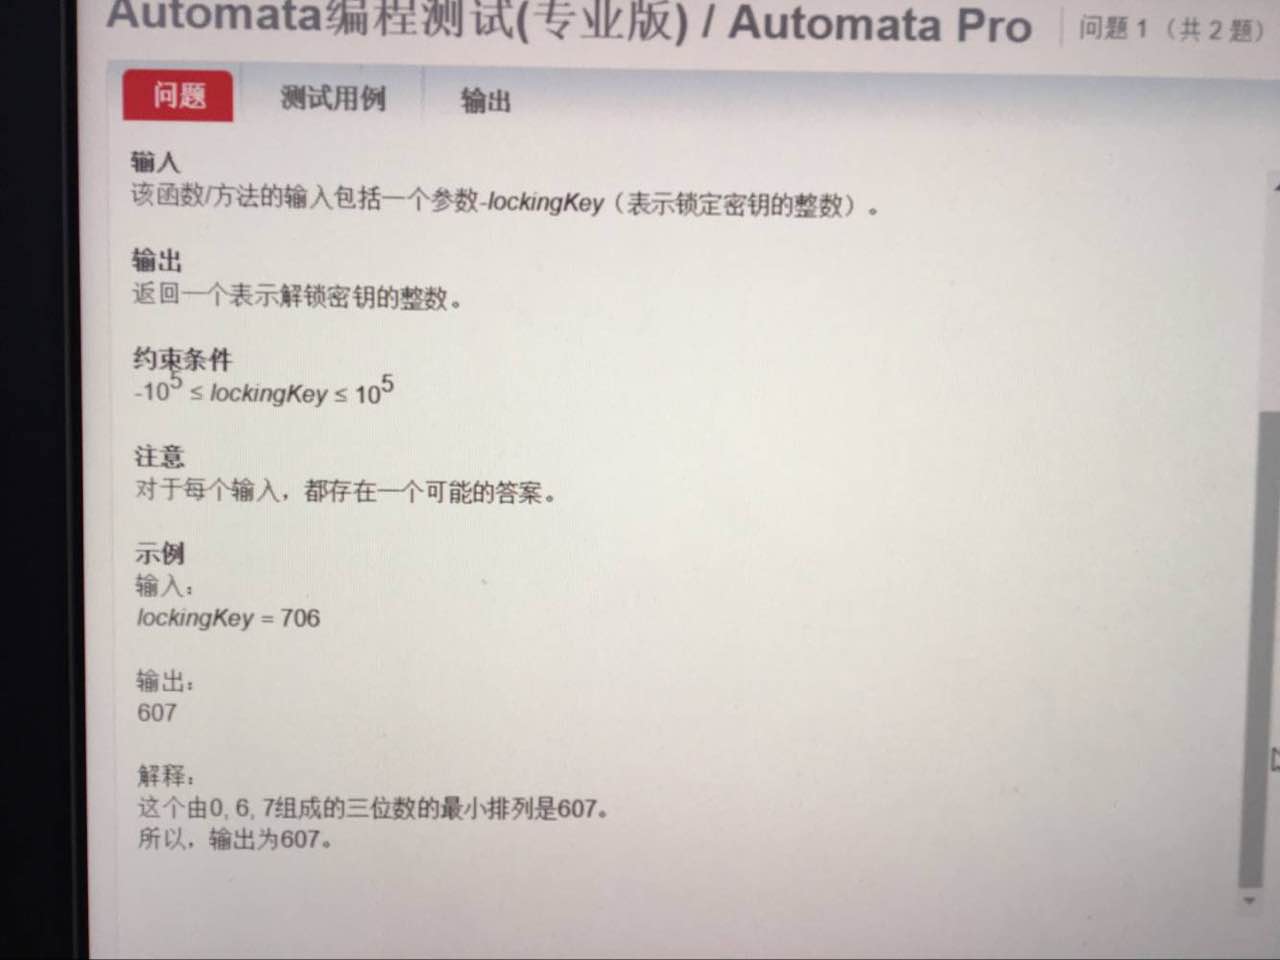 Automata编程测试(专业版) / Automata Pro 问题 1（共 2 题）
问题 测试用例 输出
输入
该函数/方法的输入包括一个参数-lockingKey（表示锁定密钥的整数）。
输出
返回一个表示解锁密钥的整数。
约束条件
-10^5 ≤ lockingKey ≤ 10^5
注意
对于每个输入，都存在一个可能的答案。
示例
输入：
lockingKey = 706
输出：
607
解释：
这个由0, 6, 7组成的三位数的最小排列是607。
所以，输出为607。